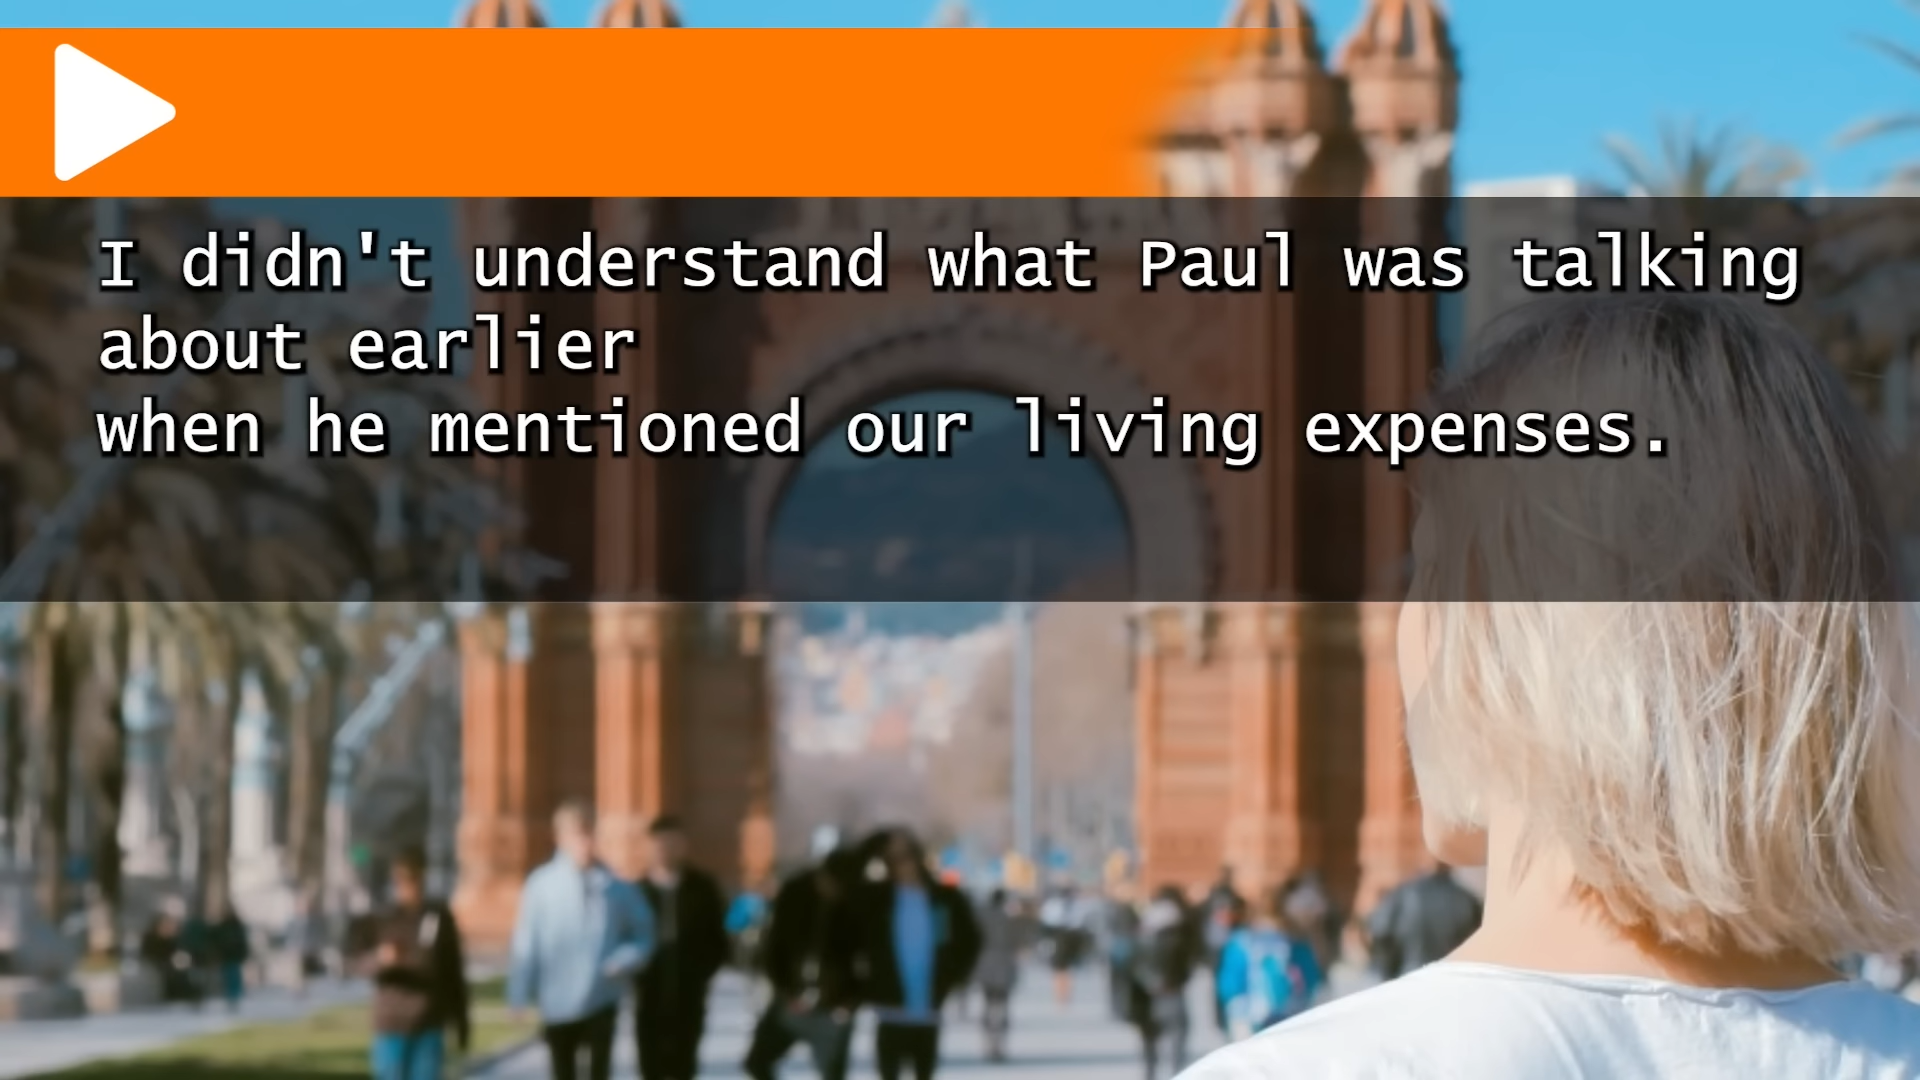 I didn't understand what Paul was talking
about earlier
when he mentioned our living expenses.